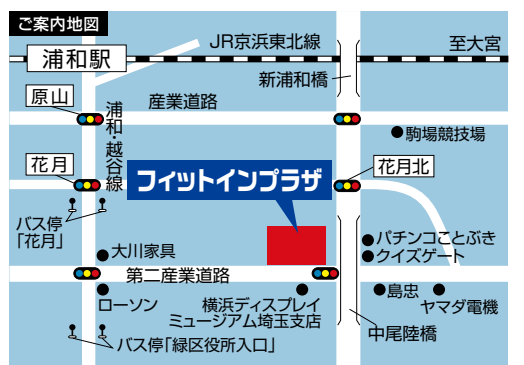 ご案内地図
JR京浜東北線
至大宮
浦和駅
新浦和橋
原山
産業道路
浦和・越谷線
駒場競技場
花月
フィットインプラザ
花月北
バス停
「花月」
大川家具
パチンコことぶき
クイズゲート
第二産業道路
ローソン
横浜ディスプレイ
ミュージアム埼玉支店
島忠
ヤマダ電機
中尾陸橋
バス停「緑区役所入口」